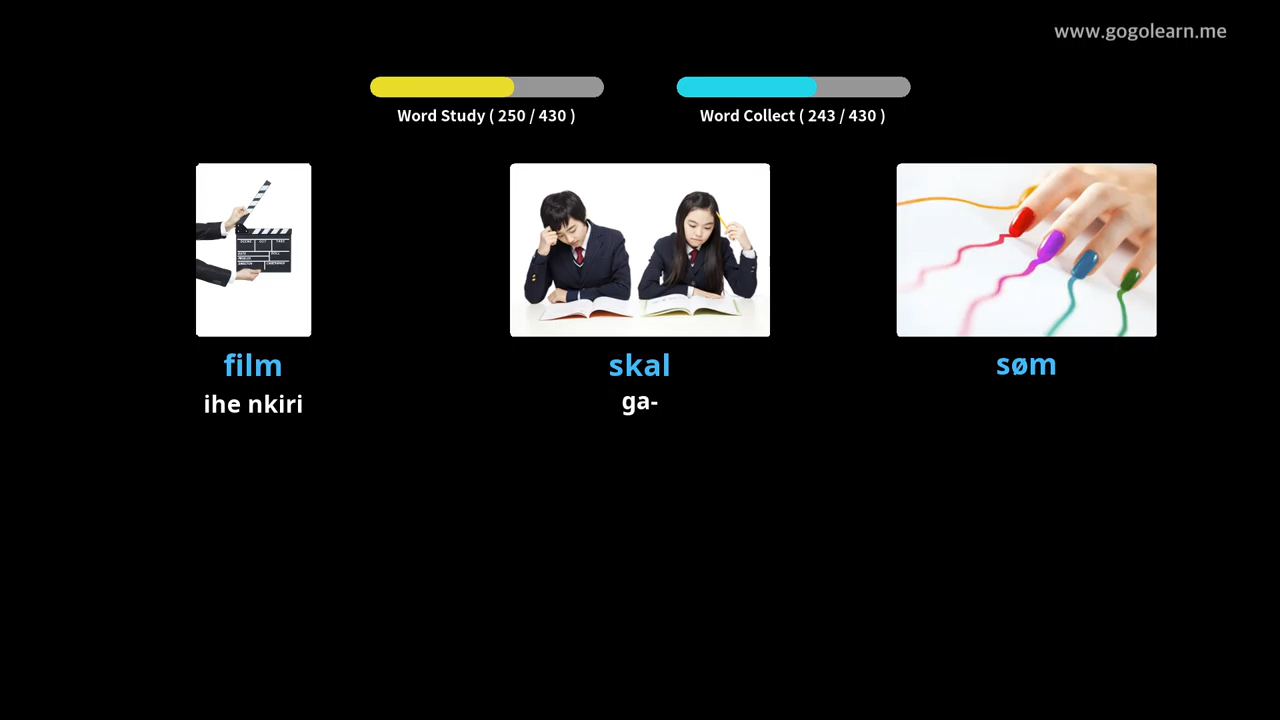 www.gogolearn.me
Word Study ( 250 / 430 )
Word Collect ( 243 / 430 )
film
skal
søm
ihe nkiri
ga-